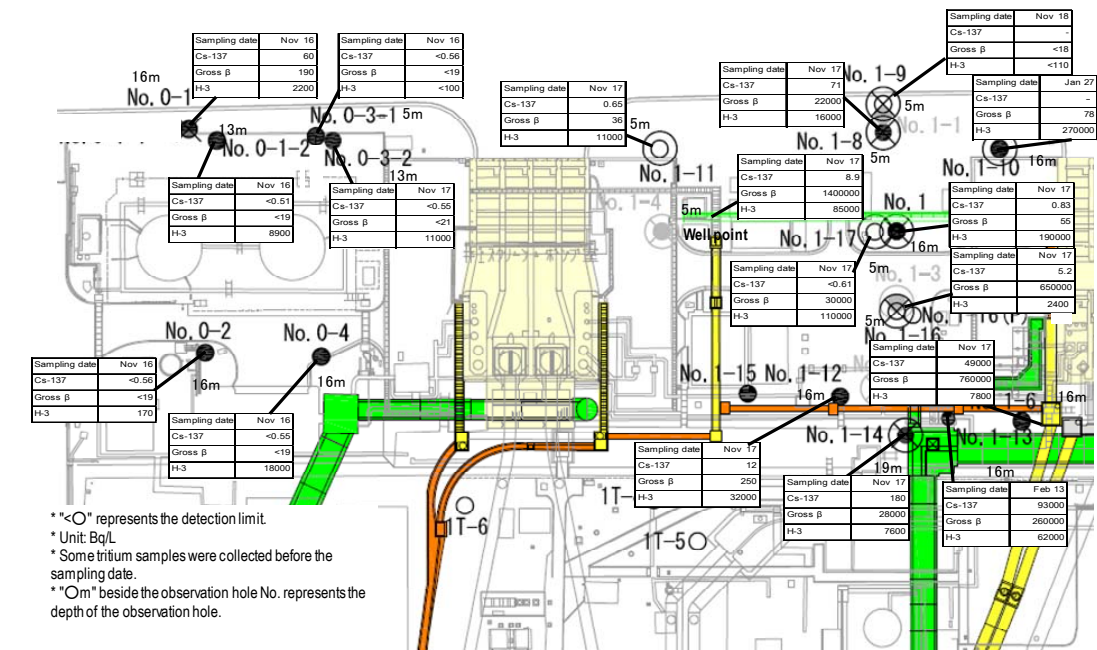 Sampling date Nov 16
Cs-137 60
Gross β 190
H-3 2200
Sampling date Nov 16
Cs-137 <0.56
Gross β <19
H-3 <100
Sampling date Nov 18
Cs-137 -
Gross β <18
H-3 <110
Sampling date Nov 17
Cs-137 0.65
Gross β 36
H-3 11000
Sampling date Nov 17
Cs-137 71
Gross β 22000
H-3 16000
Sampling date Jan 27
Cs-137 -
Gross β 78
H-3 270000
16m
No. 0-1
No. 0-3-1 5m
13m
No. 0-1-2
No. 0-3-2
13m
5m
No. 1-11
No. 1-9
5m
No. 1-1
No. 1-8
5m
16m
No. 1-10
Sampling date Nov 16
Cs-137 <0.51
Gross β <19
H-3 8900
Sampling date Nov 17
Cs-137 <0.55
Gross β <21
H-3 11000
Sampling date Nov 17
Cs-137 8.9
Gross β 1400000
H-3 85000
Sampling date Nov 17
Cs-137 0.83
Gross β 55
H-3 190000
No. 1-4
5m
Well point
No. 1-17
No. 1
16m
5m
No. 1-3
Sampling date Nov 17
Cs-137 <0.61
Gross β 30000
H-3 110000
Sampling date Nov 17
Cs-137 5.2
Gross β 650000
H-3 2400
5m
No. 1-16(P)
No. 1-16
No. 0-2
16m
No. 0-4
16m
Sampling date Nov 16
Cs-137 <0.56
Gross β <19
H-3 170
Sampling date Nov 16
Cs-137 <0.55
Gross β <19
H-3 18000
Sampling date Nov 17
Cs-137 49000
Gross β 760000
H-3 7800
No. 1-15
No. 1-12
16m
1-6
16m
No. 1-14
19m
No. 1-13
16m
Sampling date Nov 17
Cs-137 12
Gross β 250
H-3 32000
Sampling date Nov 17
Cs-137 180
Gross β 28000
H-3 7600
Sampling date Feb 13
Cs-137 93000
Gross β 260000
H-3 62000
1T-6
1T-5
* "<O" represents the detection limit.
* Unit: Bq/L
* Some tritium samples were collected before the
sampling date.
* "Om" beside the observation hole No. represents the
depth of the observation hole.